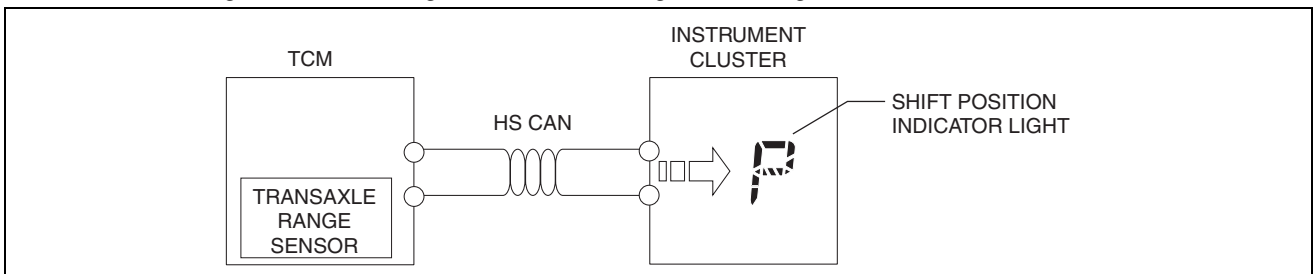 TCM
HS CAN
TRANSAXLE
RANGE
SENSOR
INSTRUMENT
CLUSTER
P
SHIFT POSITION
INDICATOR LIGHT